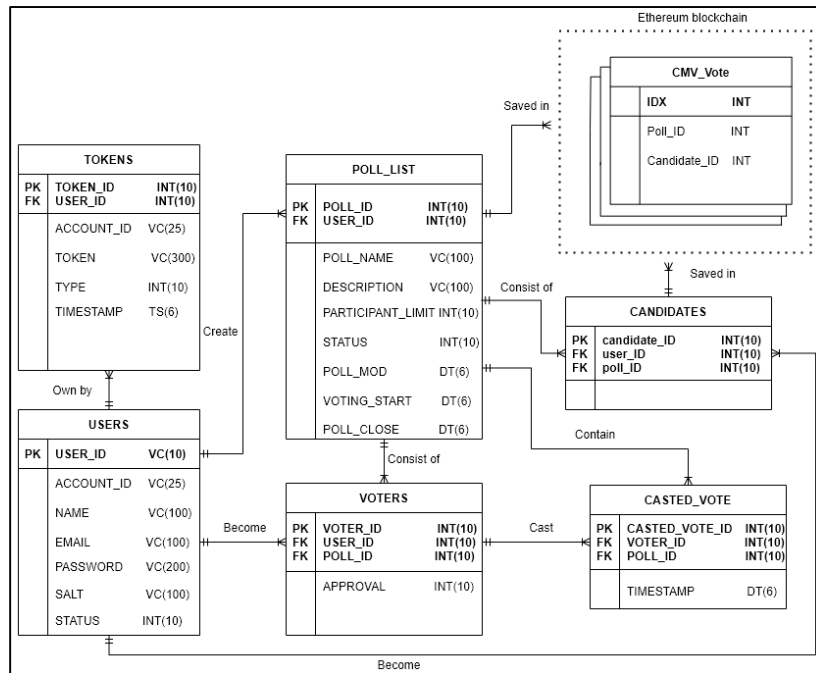 Ethereum blockchain
CMV_Vote
IDX INT
Poll_ID INT
Candidate_ID INT
Saved in
Saved in
TOKENS
PK TOKEN_ID INT(10)
FK USER_ID INT(10)
ACCOUNT_ID VC(25)
TOKEN VC(300)
TYPE INT(10)
TIMESTAMP TS(6)
Own by
Create
POLL_LIST
PK POLL_ID INT(10)
FK USER_ID INT(10)
POLL_NAME VC(100)
DESCRIPTION VC(100)
PARTICIPANT_LIMIT INT(10)
STATUS INT(10)
POLL_MOD DT(6)
VOTING_START DT(6)
POLL_CLOSE DT(6)
Consist of
CANDIDATES
PK candidate_ID INT(10)
FK user_ID INT(10)
FK poll_ID INT(10)
Contain
Consist of
USERS
PK USER_ID VC(10)
ACCOUNT_ID VC(25)
NAME VC(100)
EMAIL VC(100)
PASSWORD VC(200)
SALT VC(100)
STATUS INT(10)
Become
VOTERS
PK VOTER_ID INT(10)
FK USER_ID INT(10)
FK POLL_ID INT(10)
APPROVAL INT(10)
Cast
CASTED_VOTE
PK CASTED_VOTE_ID INT(10)
FK VOTER_ID INT(10)
FK POLL_ID INT(10)
TIMESTAMP DT(6)
Become